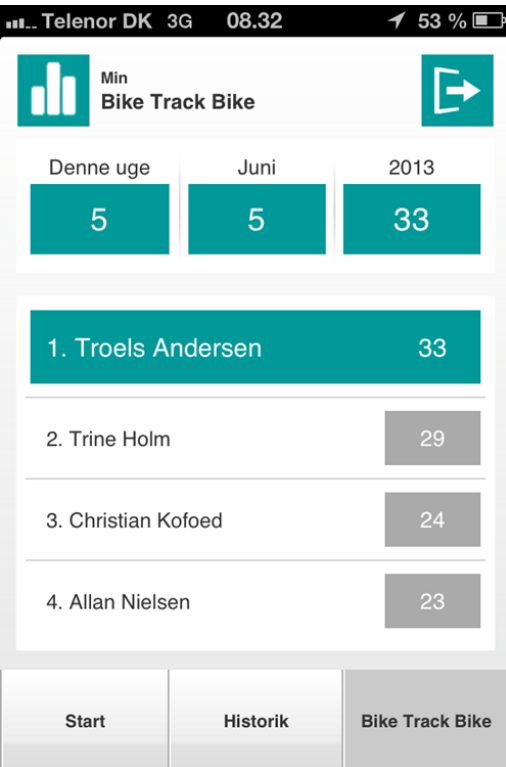 Telenor DK 3G 08.32 53 %
Min
Bike Track Bike
Denne uge Juni 2013
5 5 33
1. Troels Andersen 33
2. Trine Holm 29
3. Christian Kofoed 24
4. Allan Nielsen 23
Start Historik Bike Track Bike